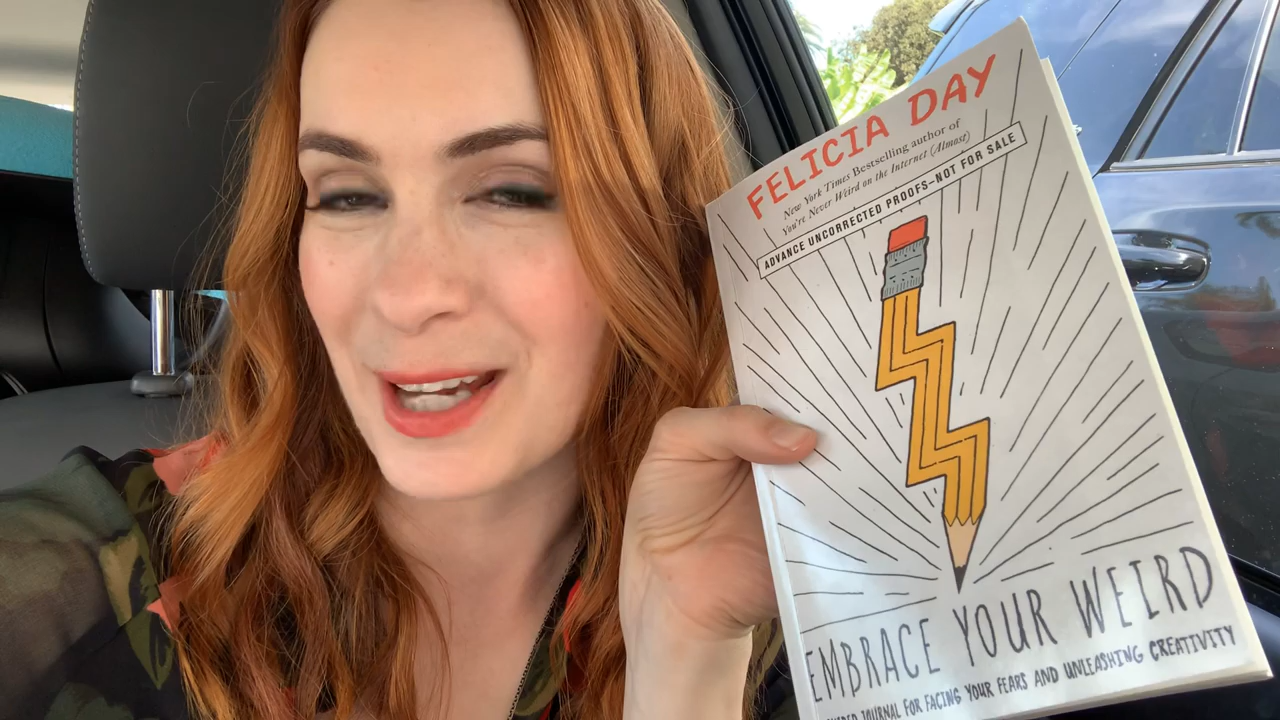 FELICIA DAY
New York Times Bestselling author of
You're Never Weird on the Internet (Almost)
ADVANCE UNCORRECTED PROOFS—NOT FOR SALE
EMBRACE YOUR WEIRD
JOURNAL FOR FACING YOUR FEARS AND UNLEASHING CREATIVITY